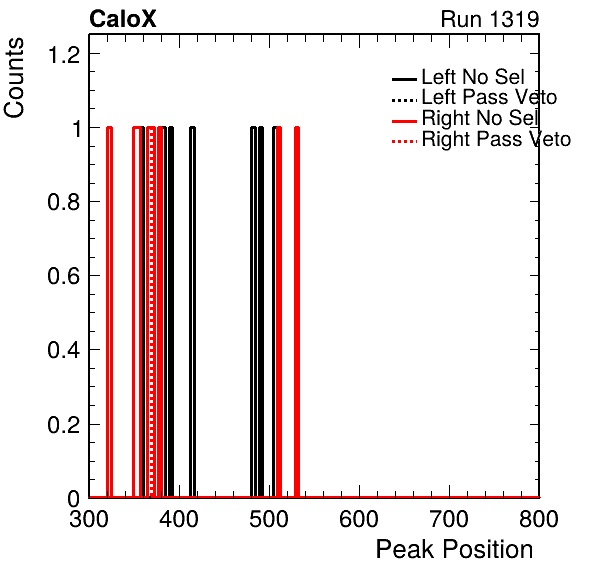 CaloX Run 1319
Counts
1.2
1
0.8
0.6
0.4
0.2
0
Left No Sel
Left Pass Veto
Right No Sel
Right Pass Veto
300 400 500 600 700 800
Peak Position